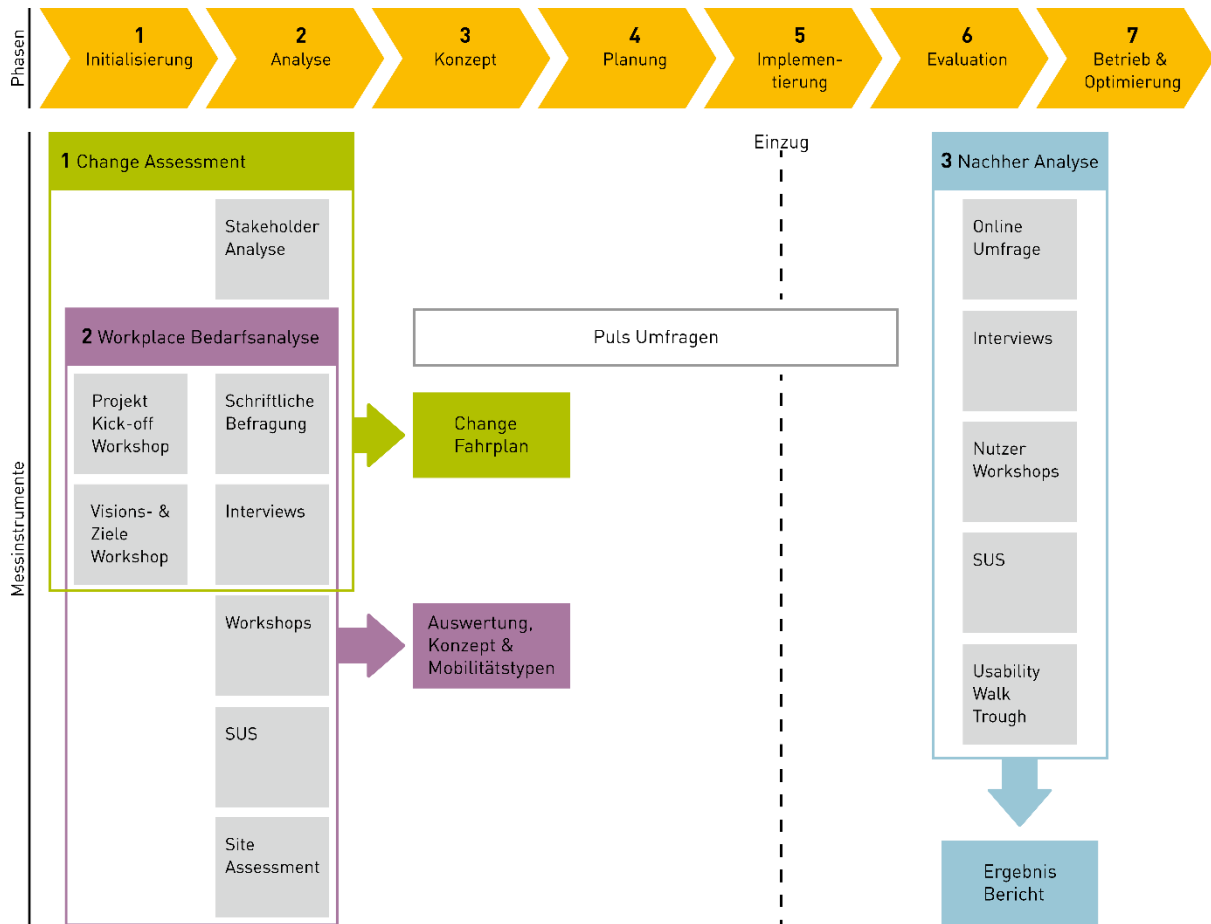 Phasen
1
Initialisierung
2
Analyse
3
Konzept
4
Planung
5
Implemen-
tierung
6
Evaluation
7
Betrieb &
Optimierung
Messinstrumente
1 Change Assessment
Stakeholder
Analyse
2 Workplace Bedarfsanalyse
Projekt
Kick-off
Workshop
Schriftliche
Befragung
Visions- &
Ziele
Workshop
Interviews
Workshops
SUS
Site
Assessment
Einzug
Puls Umfragen
Change
Fahrplan
Auswertung,
Konzept &
Mobilitätstypen
3 Nachher Analyse
Online
Umfrage
Interviews
Nutzer
Workshops
SUS
Usability
Walk
Trough
Ergebnis
Bericht